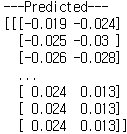 ---Predicted---
[[[-0.019 -0.024]
[-0.025 -0.03 ]
[-0.026 -0.028]
...
[ 0.024 0.013]
[ 0.024 0.013]
[ 0.024 0.013]]